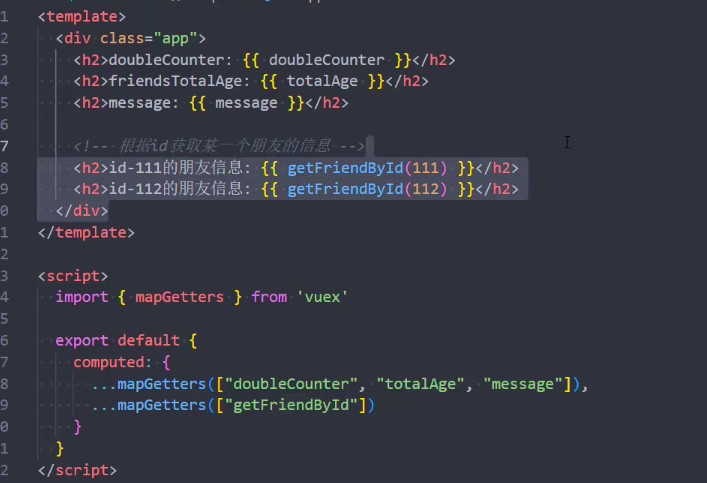 1 <template>
2   <div class="app">
3     <h2>doubleCounter: {{ doubleCounter }}</h2>
4     <h2>friendsTotalAge: {{ totalAge }}</h2>
5     <h2>message: {{ message }}</h2>
6
7     <!-- 根据id获取某一个朋友的信息 -->
8     <h2>id-111的朋友信息: {{ getFriendById(111) }}</h2>
9     <h2>id-112的朋友信息: {{ getFriendById(112) }}</h2>
0   </div>
1 </template>
2
3 <script>
4   import { mapGetters } from 'vuex'
5
6   export default {
7     computed: {
8       ...mapGetters(["doubleCounter", "totalAge", "message"]),
9       ...mapGetters(["getFriendById"])
0     }
1   }
2 </script>